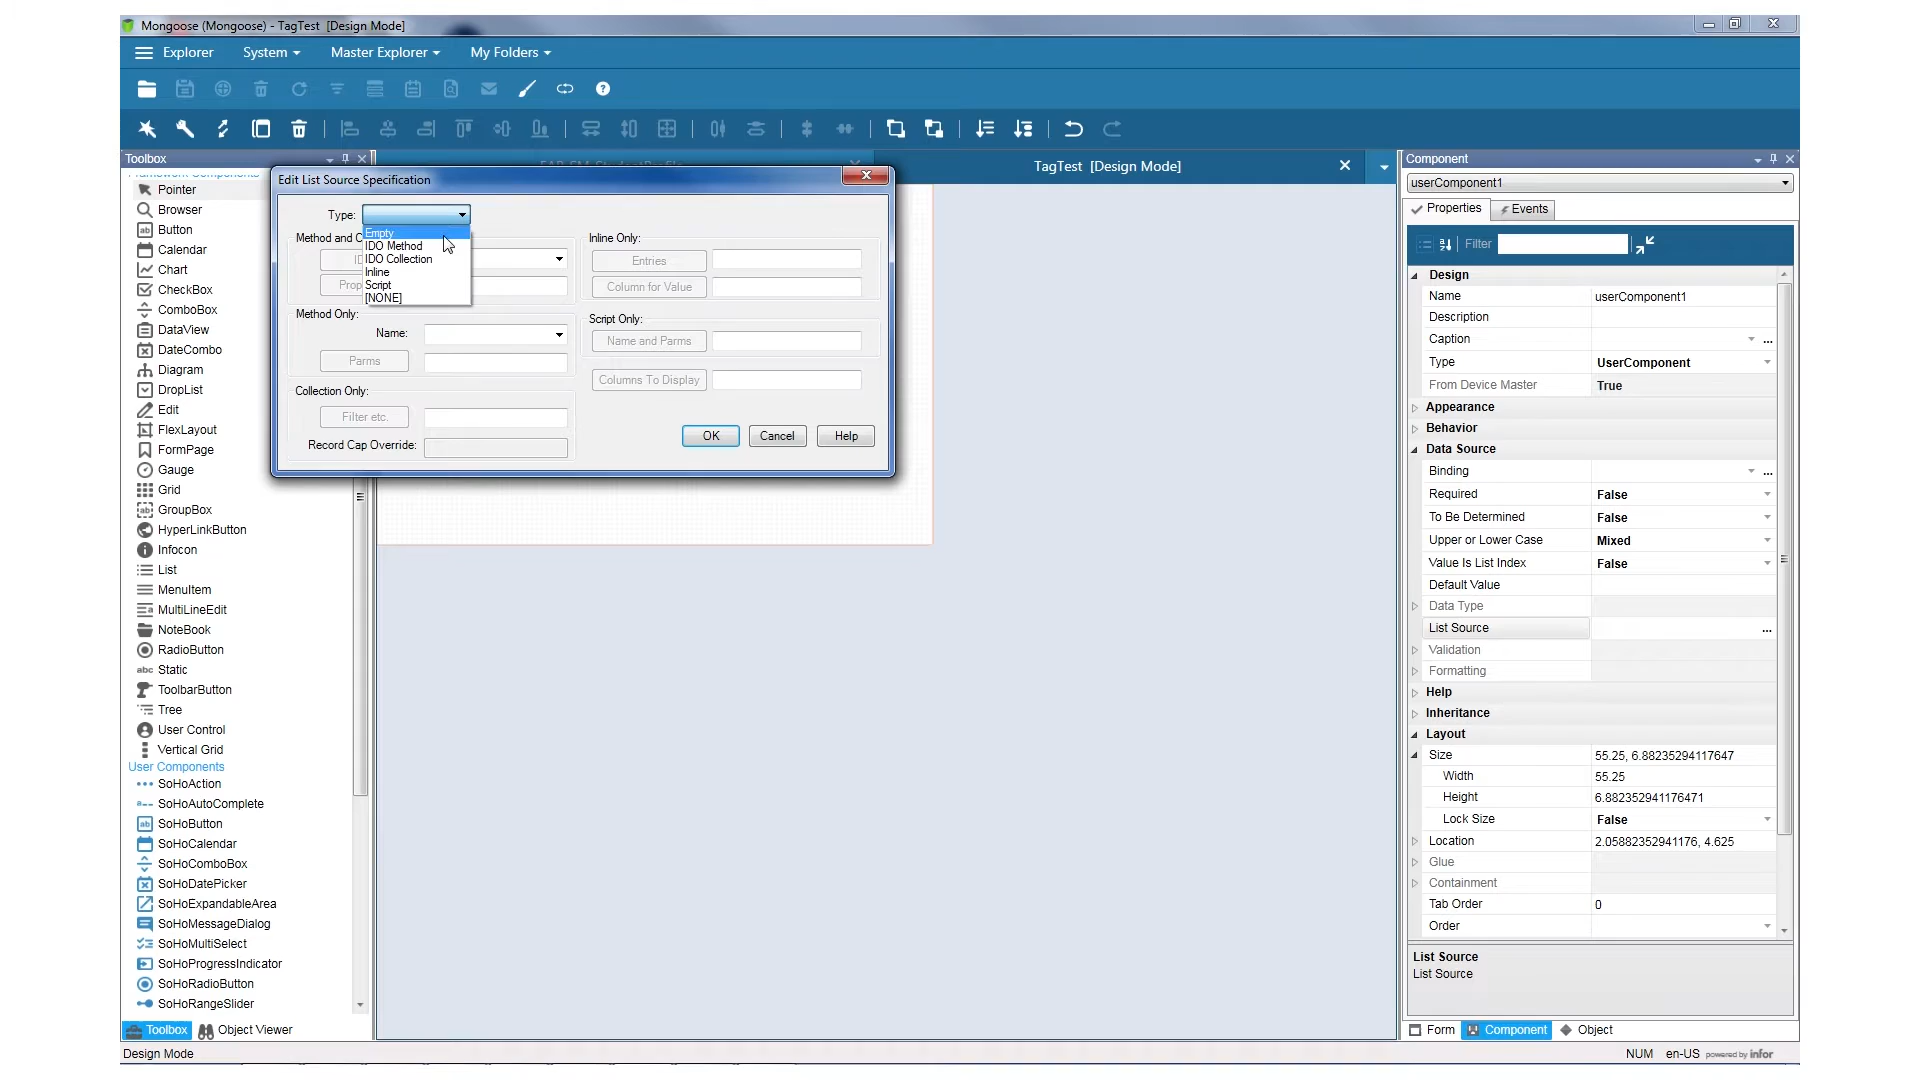 Mongoose (Mongoose) - TagTest [Design Mode]
Explorer System Master Explorer My Folders
Toolbox
Pointer
Browser
Button
Calendar
Chart
CheckBox
ComboBox
DataView
DateCombo
Diagram
DropList
Edit
FlexLayout
FormPage
Gauge
Grid
GroupBox
HyperLinkButton
Infocon
List
MenuItem
MultiLineEdit
NoteBook
RadioButton
Static
ToolbarButton
Tree
User Control
Vertical Grid
User Components
SoHoAction
SoHoAutoComplete
SoHoButton
SoHoCalendar
SoHoComboBox
SoHoDatePicker
SoHoExpandableArea
SoHoMessageDialog
SoHoMultiSelect
SoHoProgressIndicator
SoHoRadioButton
SoHoRangeSlider
Toolbox Object Viewer
Design Mode
TagTest [Design Mode]
Edit List Source Specification
Type:
Empty
IDO Method
IDO Collection
Inline
Script
[NONE]
Method Only:
Name:
Parms
Collection Only:
Filter etc.
Record Cap Override:
Inline Only:
Entries
Column for Value
Script Only:
Name and Parms
Columns To Display
OK Cancel Help
Component
userComponent1
Properties Events
Filter
Design
Name userComponent1
Description
Caption ...
Type UserComponent
From Device Master True
Appearance
Behavior
Data Source
Binding ...
Required False
To Be Determined False
Upper or Lower Case Mixed
Value Is List Index False
Default Value
Data Type
List Source ...
Validation
Formatting
Help
Inheritance
Layout
Size 55.25, 6.88235294117647
Width 55.25
Height 6.882352941176471
Lock Size False
Location 2.05882352941176, 4.625
Glue
Containment
Tab Order 0
Order
List Source
List Source
Form Component Object
NUM en-US powered by infor